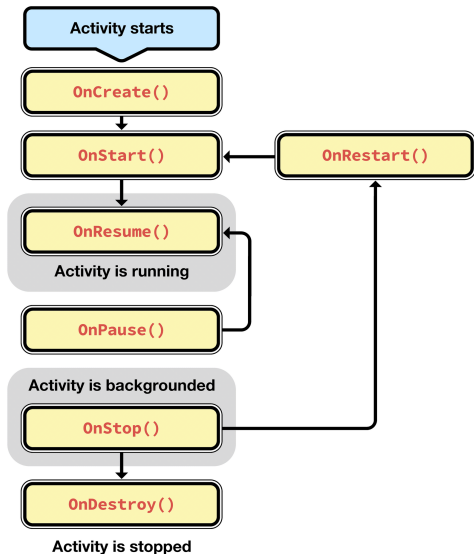 Activity starts
OnCreate()
OnStart()
OnRestart()
OnResume()
Activity is running
OnPause()
Activity is backgrounded
OnStop()
OnDestroy()
Activity is stopped